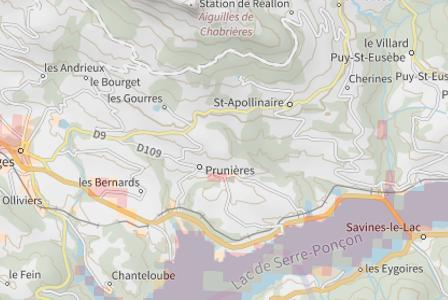 Station de Réallon
Aiguilles de
Chabrières
le Villard
Puy-St-Eusèbe
les Andrieux
le Bourget
Cherines
Puy-St-Eus
les Gourres
St-Apollinaire
D9
D109
ges
Prunières
les Bernards
Olliviers
Savines-le-Lac
Lac de Serre-Ponçon
le Fein
Chanteloube
les Eygoires